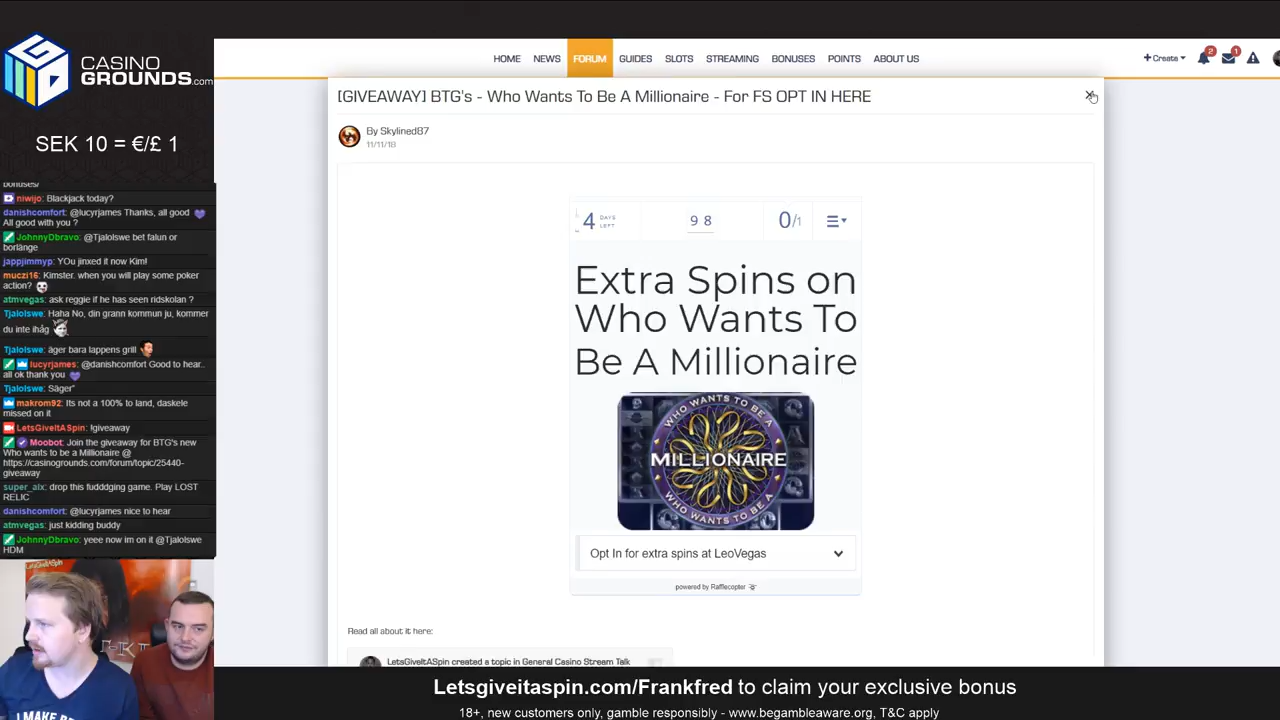 CASINO
GROUNDS.com
SEK 10 = €/£ 1
bonuses/
niwijo: Blackjack today?
danishcomfort: @lucyrjames Thanks, all good
All good with you ?
JohnnyDbravo: @Tjalolswe bet falun or
borlänge
jappjimmyp: YOu jinxed it now Kim!
muczi16: Kimster. when you will play some poker
action?
atmvegas: ask reggie if he has seen ridskolan ?
Tjalolswe: Haha No, din grann kommun ju, kommer
du inte ihåg
Tjalolswe: äger bara lappens grill
lucyrjames: @danishcomfort Good to hear..
all ok thank you
Tjalolswe: Säger*
makrom92: Its not a 100% to land, daskele
missed on it
LetsGiveItASpin: !giveaway
Moobot: Join the giveaway for BTG's new
Who wants to be a Millionaire @
https://casinogrounds.com/forum/topic/25440-
giveaway
super_aix: drop this fudddging game. Play LOST
RELIC
danishcomfort: @lucyrjames nice to hear
atmvegas: just kidding buddy
JohnnyDbravo: yeee now im on it @Tjalolswe
HDM
HOME NEWS FORUM GUIDES SLOTS STREAMING BONUSES POINTS ABOUT US
+Create 2 1
[GIVEAWAY] BTG's - Who Wants To Be A Millionaire - For FS OPT IN HERE
By Skylined87
11/11/18
4 DAYS LEFT 98 0/1
Extra Spins on
Who Wants To
Be A Millionaire
WHO WANTS TO BE A
MILLIONAIRE
WHO WANTS TO BE A
Opt In for extra spins at LeoVegas
powered by Rafflecopter
Read all about it here:
LetsGiveItASpin created a topic in General Casino Stream Talk
Letsgiveitaspin.com/Frankfred to claim your exclusive bonus
18+, new customers only, gamble responsibly - www.begambleaware.org, T&C apply